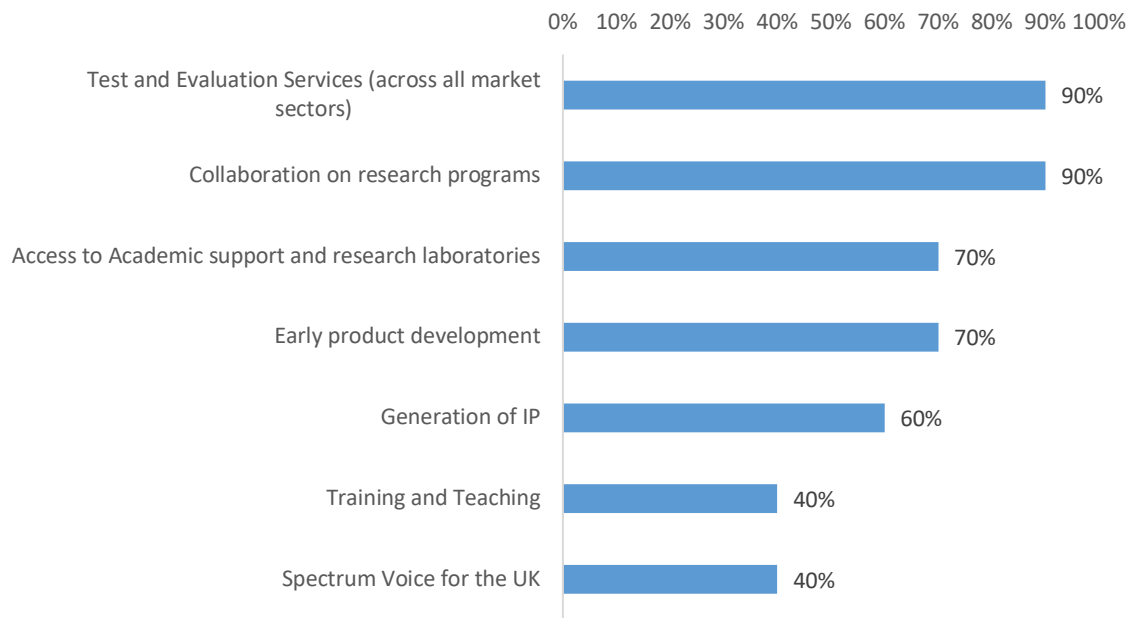 0% 10% 20% 30% 40% 50% 60% 70% 80% 90% 100%
Test and Evaluation Services (across all market
sectors)
90%
Collaboration on research programs
90%
Access to Academic support and research laboratories
70%
Early product development
70%
Generation of IP
60%
Training and Teaching
40%
Spectrum Voice for the UK
40%